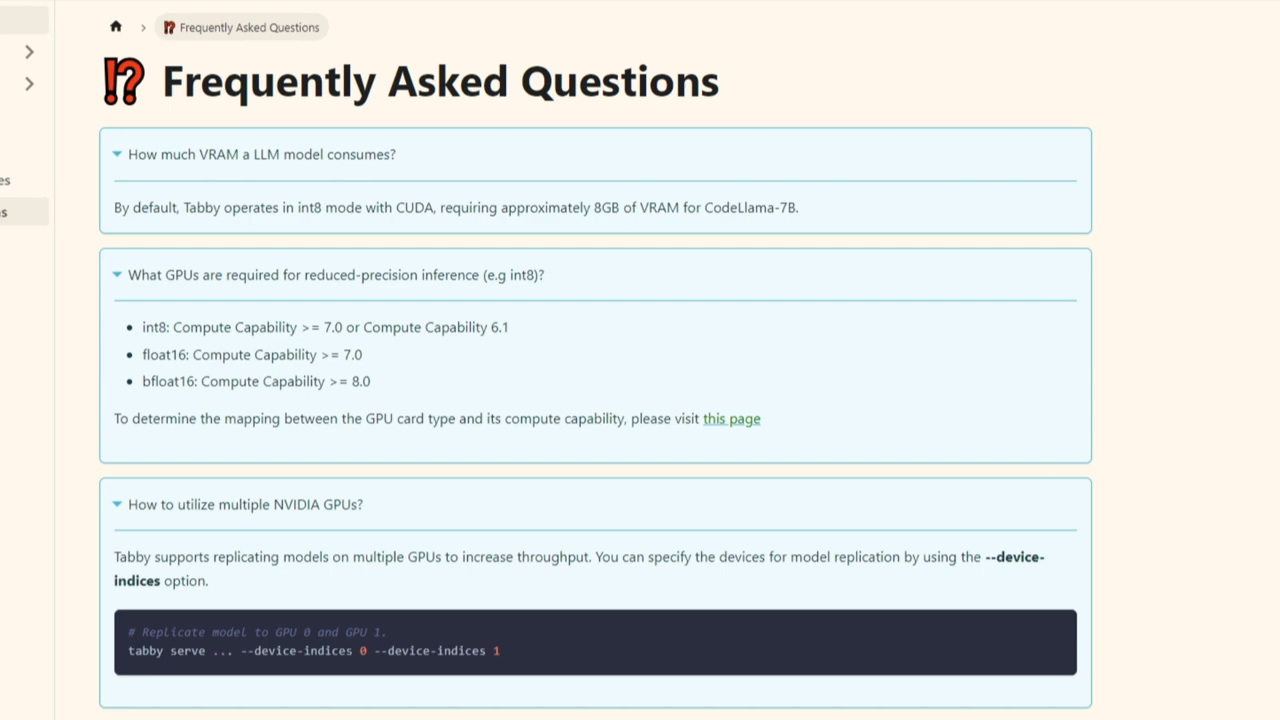 Frequently Asked Questions
⁉️ Frequently Asked Questions
How much VRAM a LLM model consumes?
By default, Tabby operates in int8 mode with CUDA, requiring approximately 8GB of VRAM for CodeLlama-7B.
es
What GPUs are required for reduced-precision inference (e.g int8)?
s
int8: Compute Capability >= 7.0 or Compute Capability 6.1
float16: Compute Capability >= 7.0
bfloat16: Compute Capability >= 8.0
To determine the mapping between the GPU card type and its compute capability, please visit this page
How to utilize multiple NVIDIA GPUs?
Tabby supports replicating models on multiple GPUs to increase throughput. You can specify the devices for model replication by using the --device-
indices option.
# Replicate model to GPU 0 and GPU 1.
tabby serve ... --device-indices 0 --device-indices 1